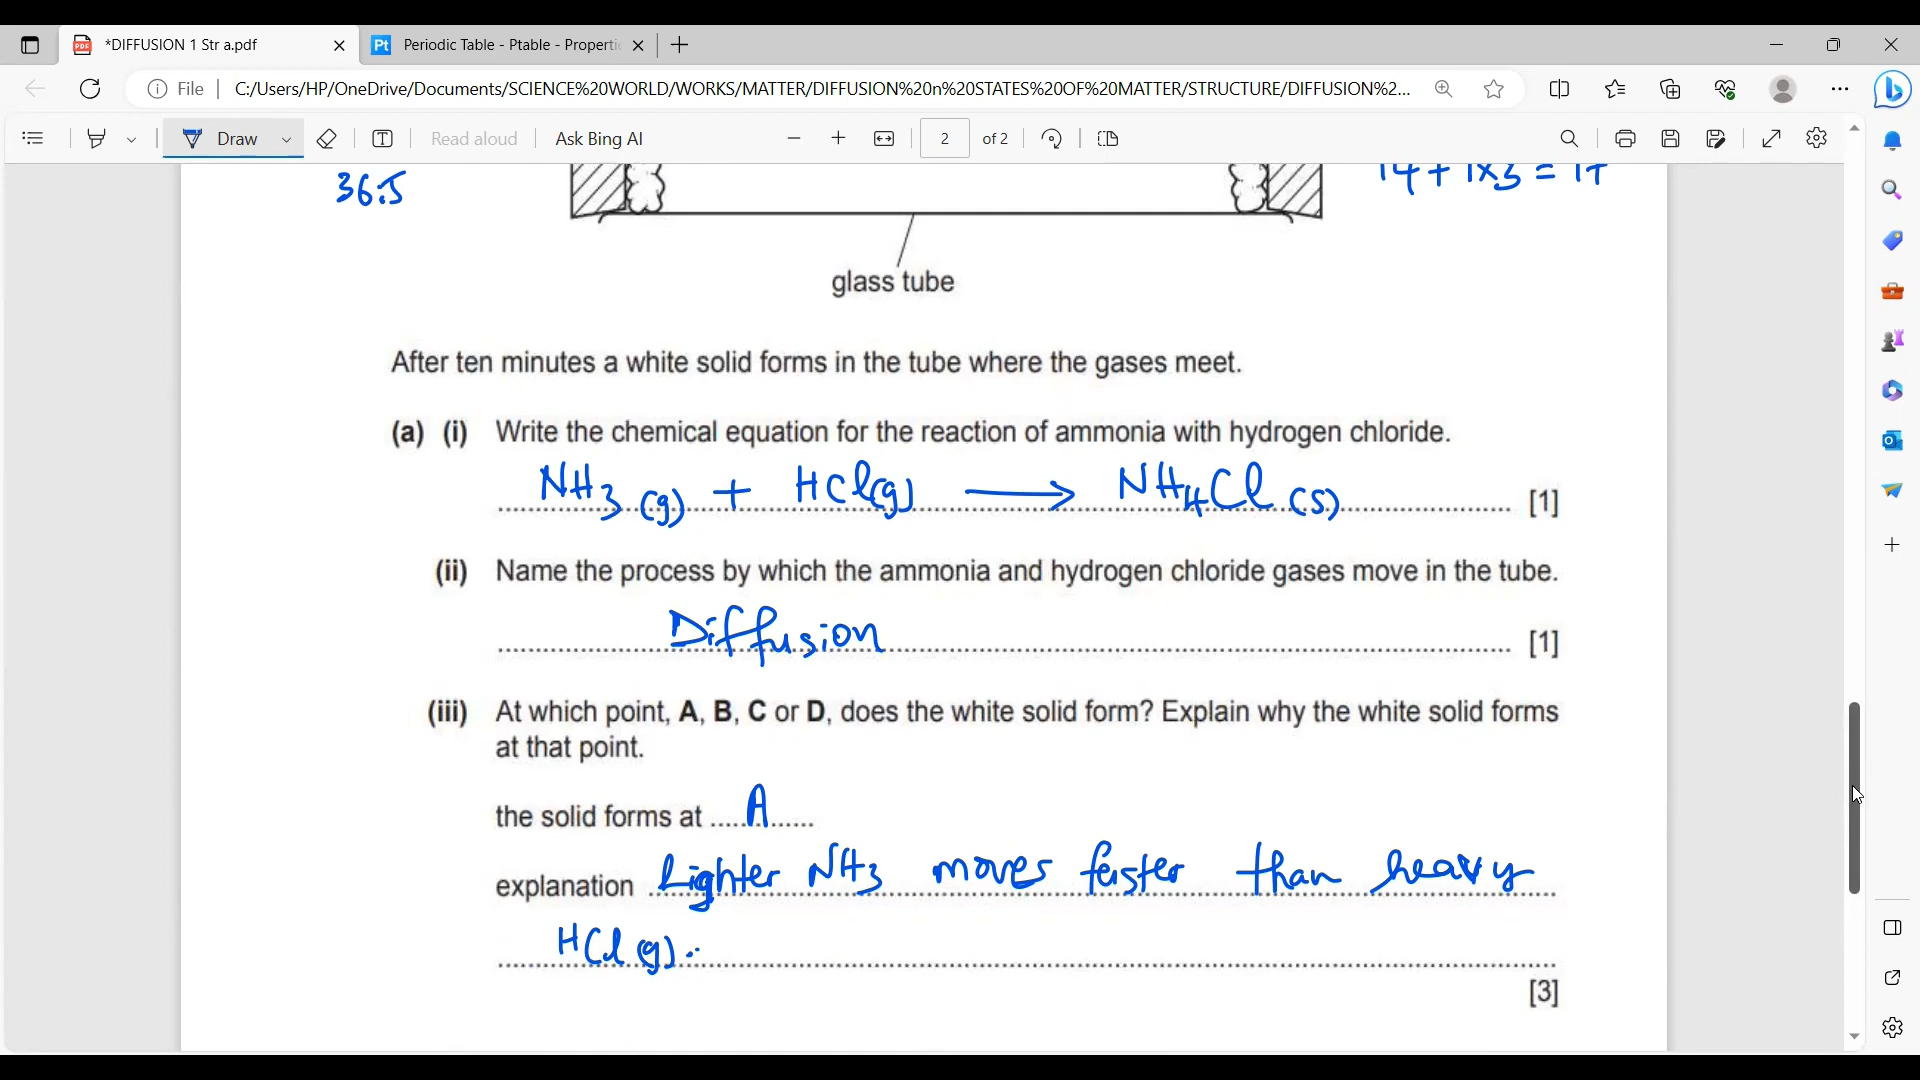 *DIFFUSION 1 Str a.pdf
Periodic Table - Ptable - Properti
File
C:/Users/HP/OneDrive/Documents/SCIENCE%20WORLD/WORKS/MATTER/DIFFUSION%20n%20STATES%20OF%20MATTER/STRUCTURE/DIFFUSION%2...
Draw
Read aloud
Ask Bing AI
2
of 2
36.5
14 + 1x3 = 17
glass tube
After ten minutes a white solid forms in the tube where the gases meet.
(a) (i) Write the chemical equation for the reaction of ammonia with hydrogen chloride.
NH3 (g) + HCl(g) → NH4Cl (s) [1]
(ii) Name the process by which the ammonia and hydrogen chloride gases move in the tube.
Diffusion [1]
(iii) At which point, A, B, C or D, does the white solid form? Explain why the white solid forms
at that point.
the solid forms at ..... A ......
explanation Lighter NH3 moves faster than heavy
HCl (g).
[3]